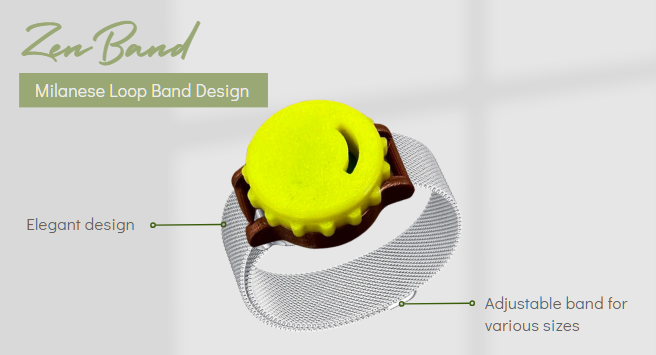 Zen Band
Milanese Loop Band Design
Elegant design
Adjustable band for
various sizes